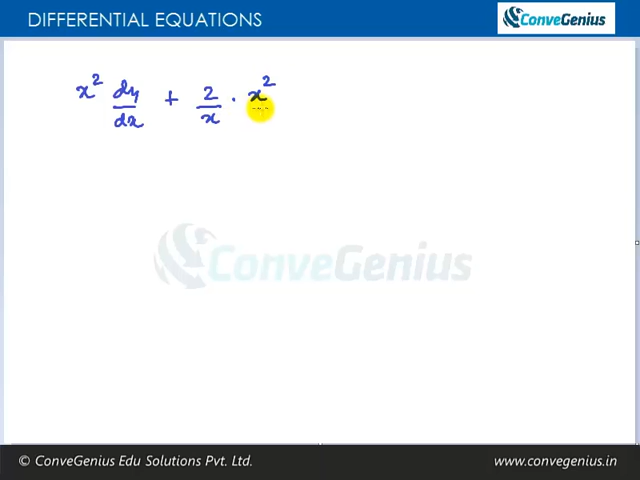 DIFFERENTIAL EQUATIONS
ConveGenius
x² dy/dx + 2/x · x²
ConveGenius
© ConveGenius Edu Solutions Pvt. Ltd.
www.convegenius.in